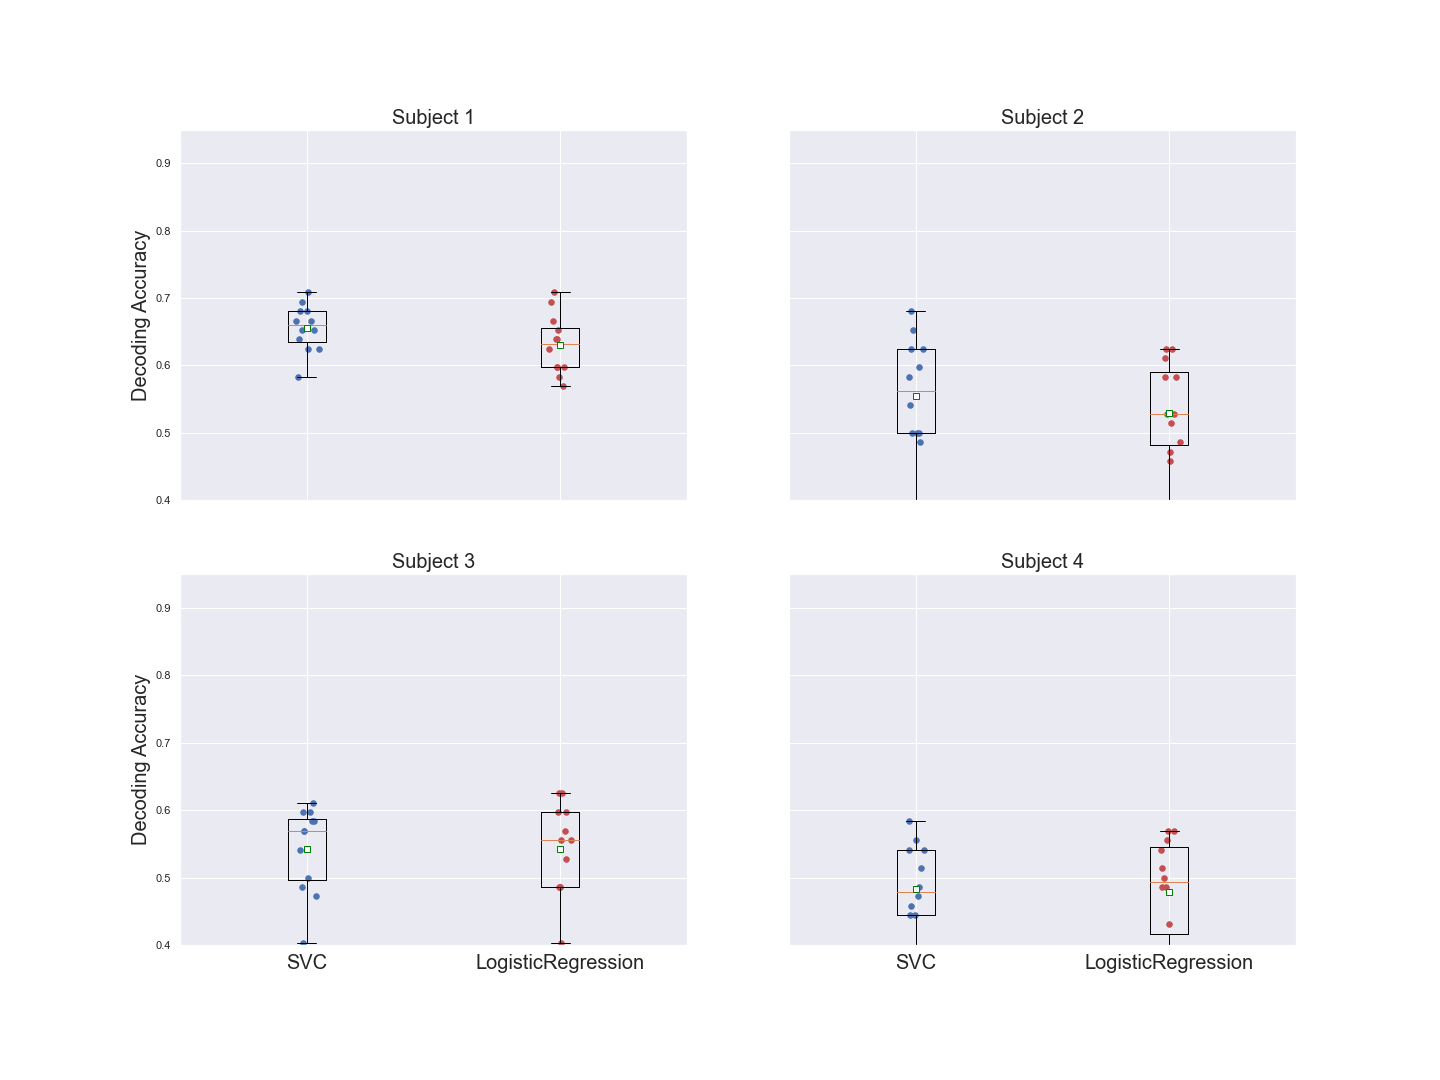 Subject 1
Subject 2
0.9
0.8
0.7
0.6
0.5
0.4
Decoding Accuracy
Subject 3
Subject 4
0.9
0.8
0.7
0.6
0.5
0.4
Decoding Accuracy
SVC
LogisticRegression
SVC
LogisticRegression